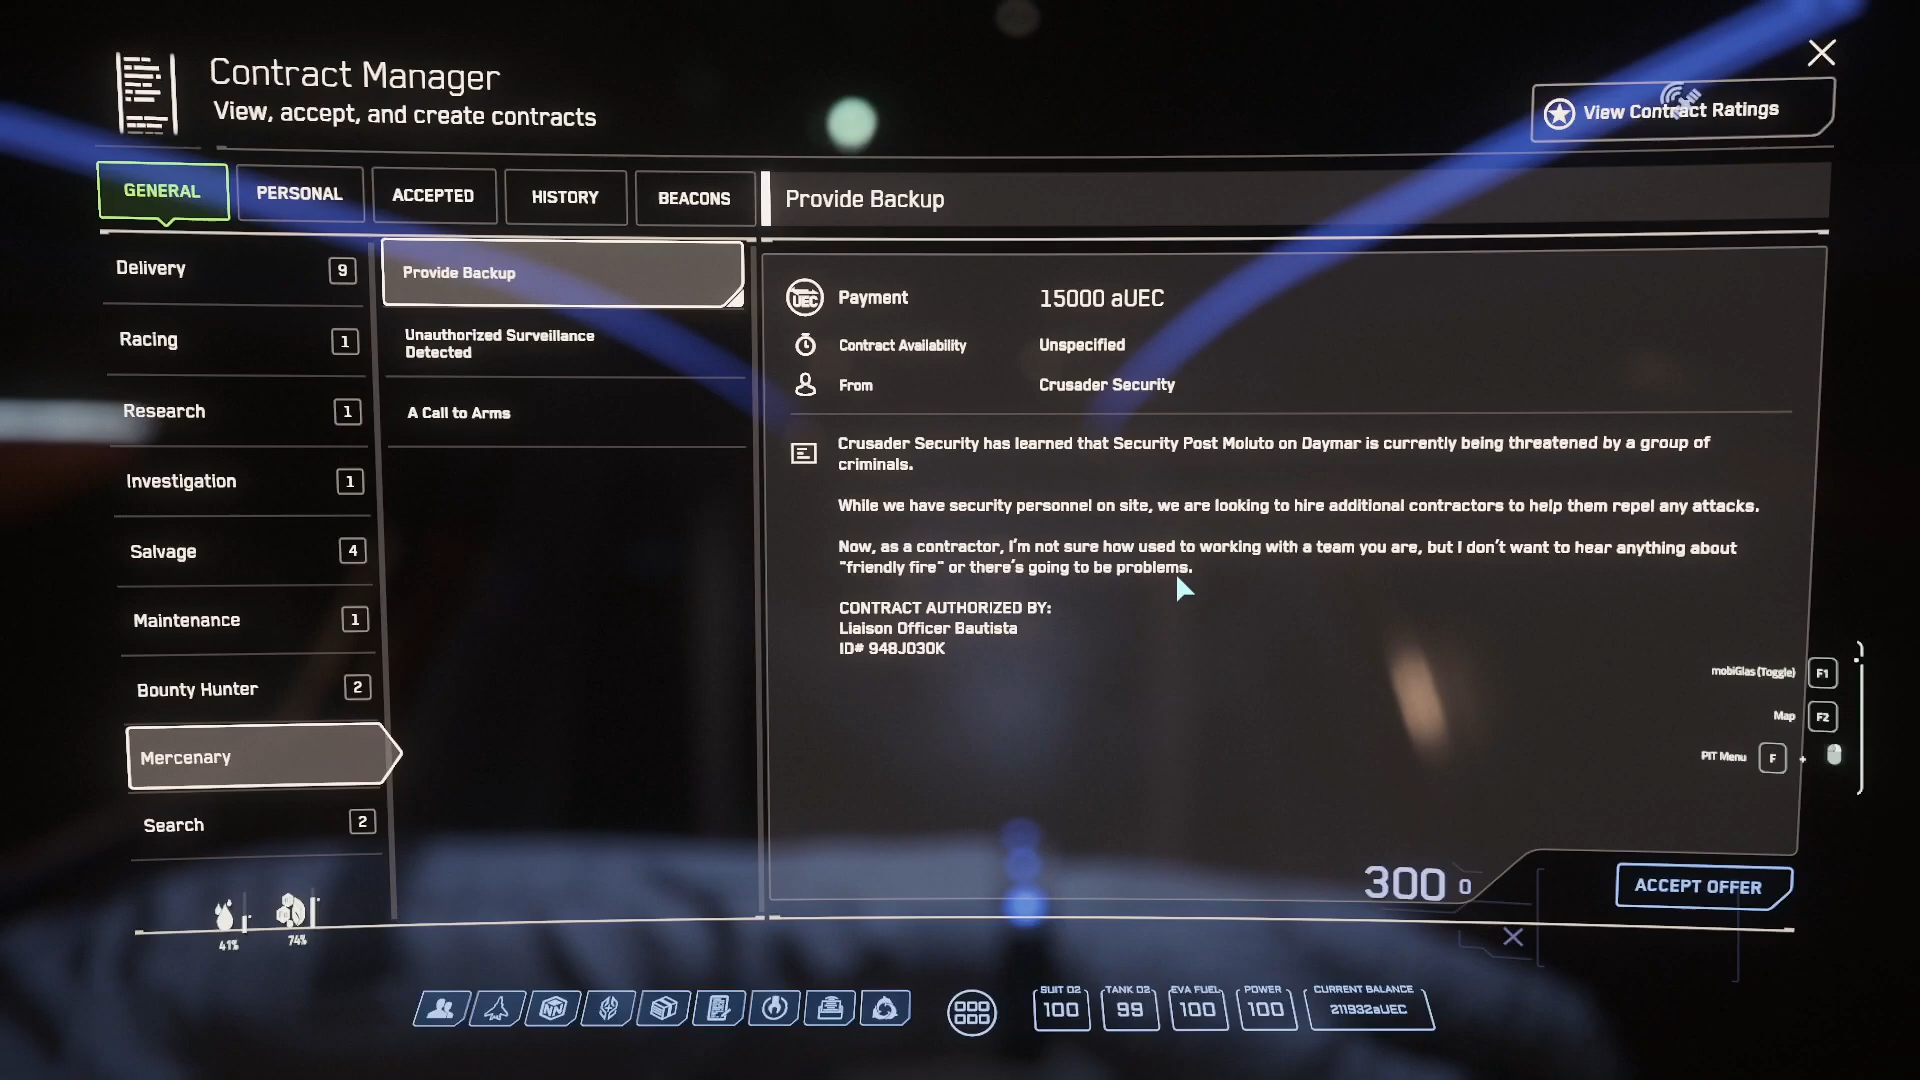 Contract Manager
View, accept, and create contracts
View Contract Ratings
GENERAL
PERSONAL
ACCEPTED
HISTORY
BEACONS
Provide Backup
Delivery 9
Racing 1
Research 1
Investigation 1
Salvage 4
Maintenance 1
Bounty Hunter 2
Mercenary
Search 2
Provide Backup
Unauthorized Surveillance
Detected
A Call to Arms
UEC Payment 15000 aUEC
Contract Availability Unspecified
From Crusader Security
Crusader Security has learned that Security Post Moluto on Daymar is currently being threatened by a group of
criminals.
While we have security personnel on site, we are looking to hire additional contractors to help them repel any attacks.
Now, as a contractor, I'm not sure how used to working with a team you are, but I don't want to hear anything about
"friendly fire" or there's going to be problems.
CONTRACT AUTHORIZED BY:
Liaison Officer Bautista
ID# 948J030K
mobiGlas (Toggle) F1
Map F2
PIT Menu F +
300 0
ACCEPT OFFER
41%
74%
SUIT O2
100
TANK O2
99
EVA FUEL
100
POWER
100
CURRENT BALANCE
211932aUEC